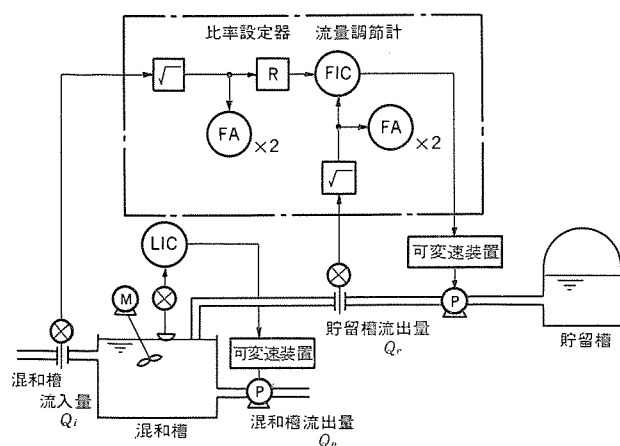 比率設定器 流量調節計
√ R FIC
FA ×2 FA ×2
√
LIC
可変速装置
M
P
貯留槽流出量
Qc
貯留槽
可変速装置
混和槽
流入量
Qi
P
混和槽
混和槽流出量
Qo